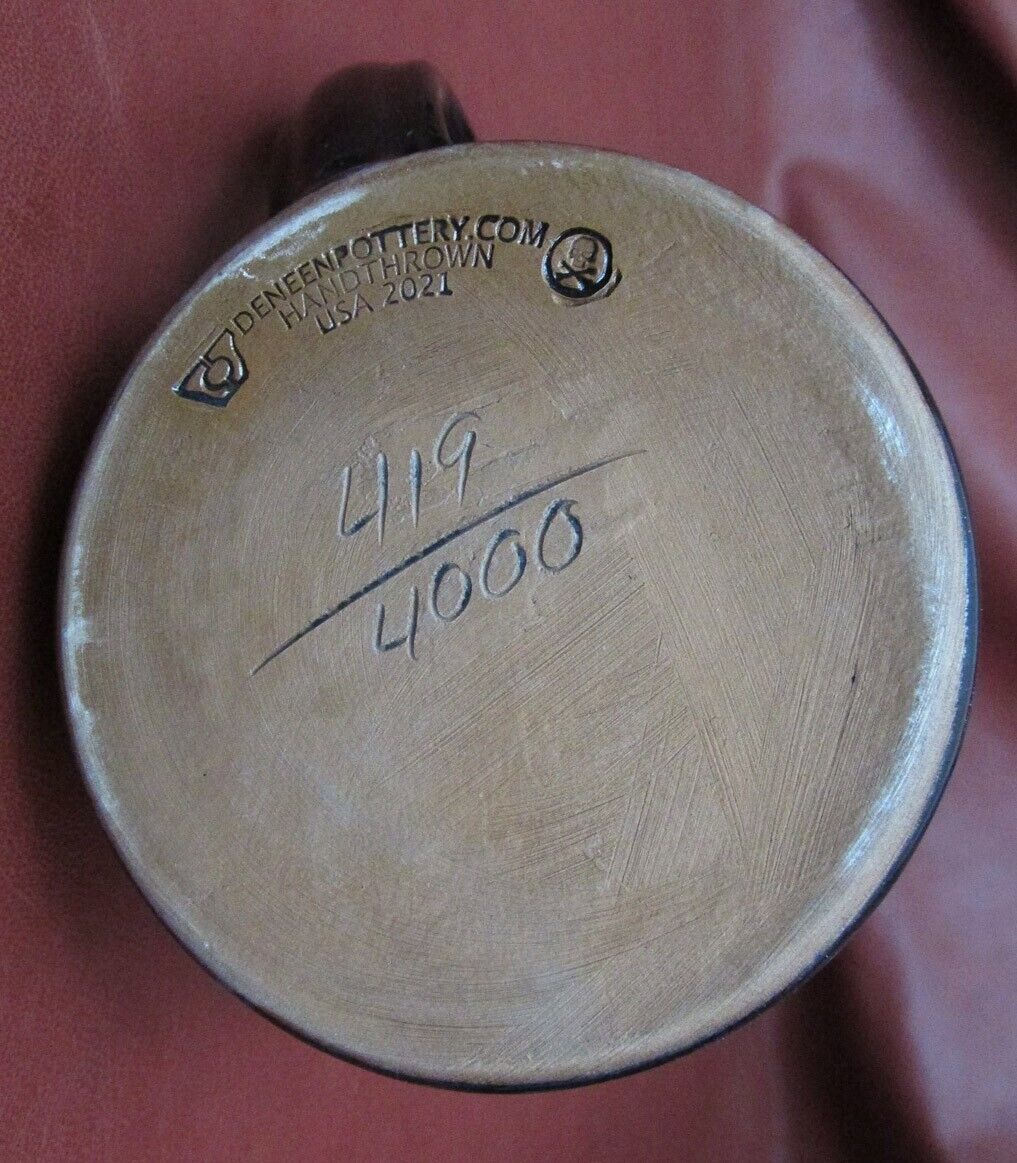 DENEENPOTTERY.COM
HANDTHROWN
USA 2021
419
4000